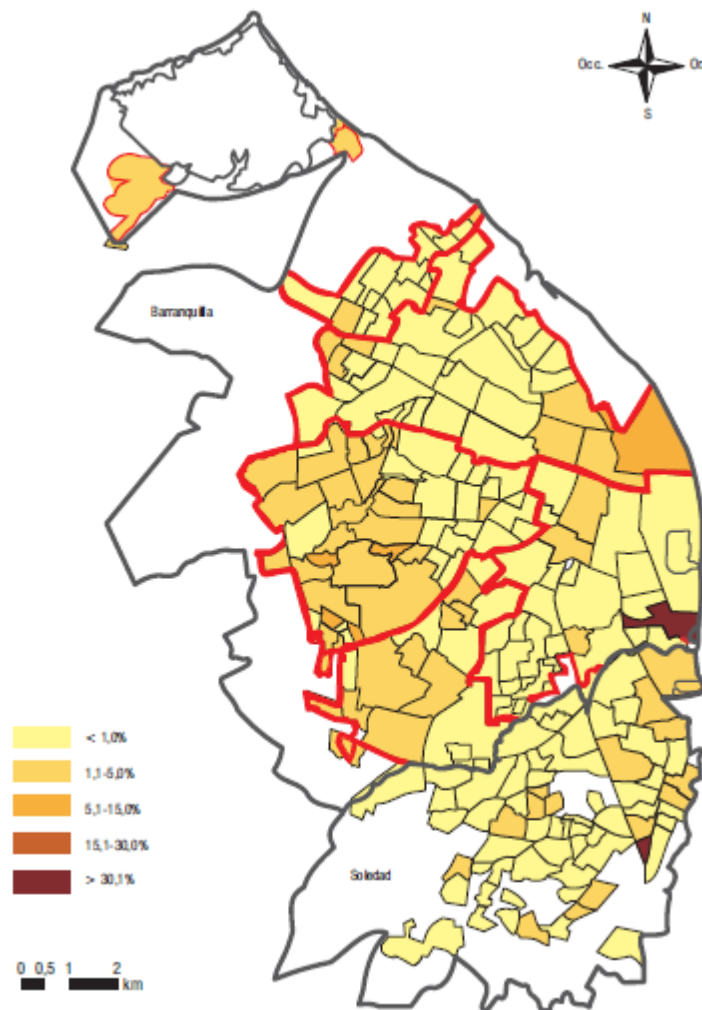 N
Occ. Or
S
Barranquilla
< 1,0%
1,1-5,0%
5,1-15,0%
15,1-30,0%
> 30,1%
Soledad
0 0,5 1 2
km